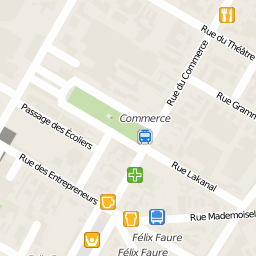 Rue du Théâtre
Rue du Commerce
Rue Gramm
Passage des Écoliers
Commerce
Rue des Entrepreneurs
Rue Lakanal
Rue Mademoisel
Félix Faure
Félix Faure